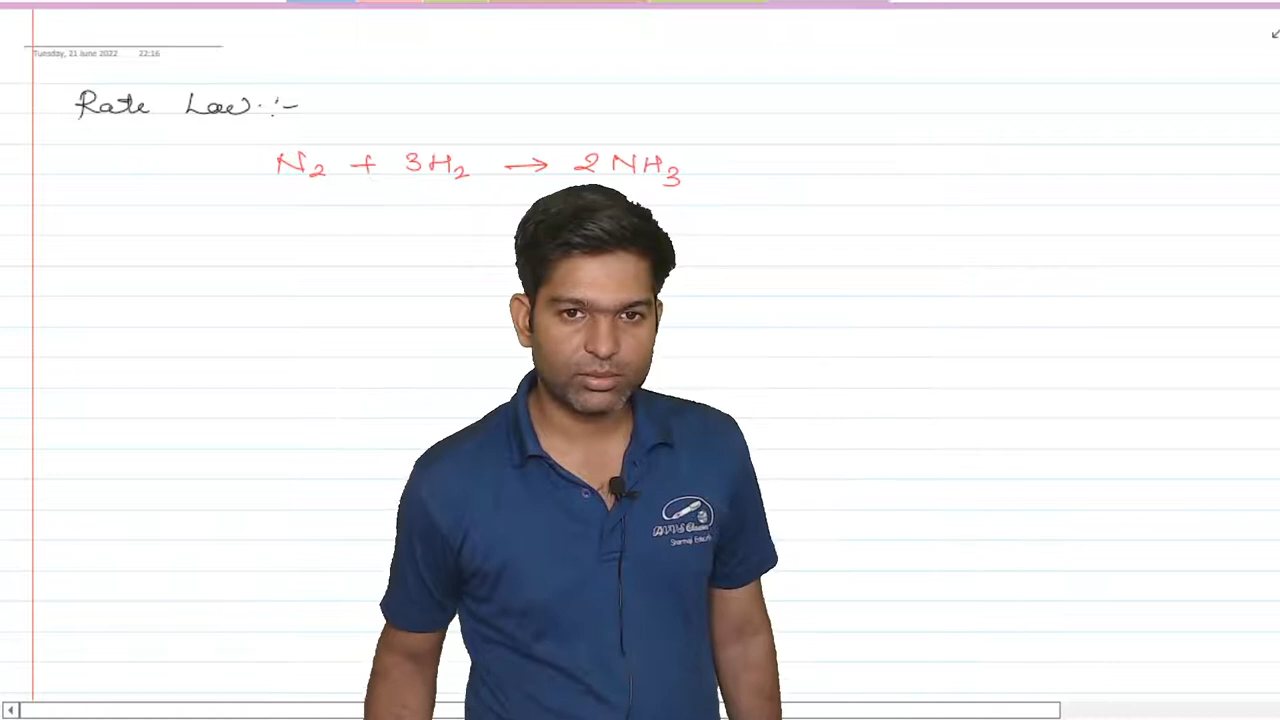 Tuesday, 21 June 2022 22:16
Rate Law :-
N₂ + 3H₂ → 2NH₃